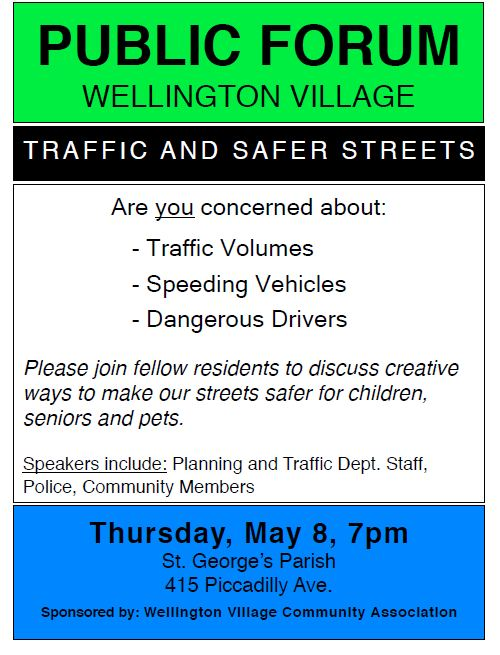 PUBLIC FORUM
WELLINGTON VILLAGE
TRAFFIC AND SAFER STREETS
Are you concerned about:
- Traffic Volumes
- Speeding Vehicles
- Dangerous Drivers
Please join fellow residents to discuss creative
ways to make our streets safer for children,
seniors and pets.
Speakers include: Planning and Traffic Dept. Staff,
Police, Community Members
Thursday, May 8, 7pm
St. George's Parish
415 Piccadilly Ave.
Sponsored by: Wellington Village Community Association